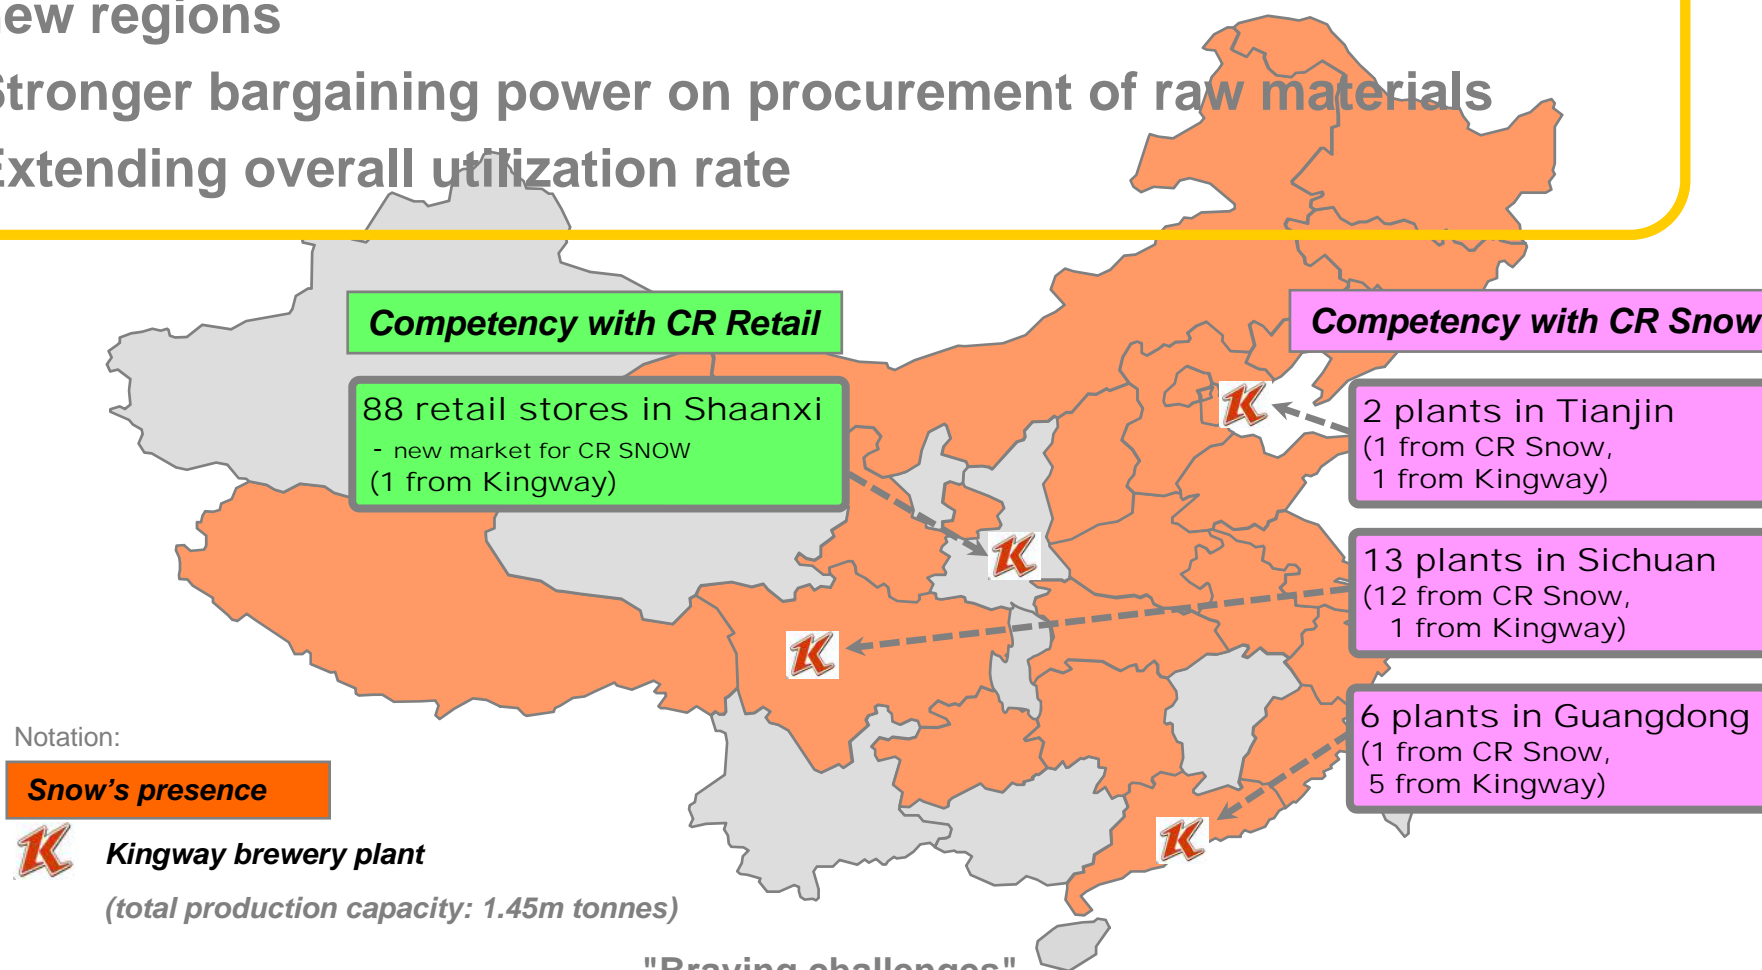 new regions
Stronger bargaining power on procurement of raw materials
Extending overall utilization rate
Competency with CR Retail
Competency with CR Snow
88 retail stores in Shaanxi
- new market for CR SNOW
(1 from Kingway)
2 plants in Tianjin
(1 from CR Snow,
1 from Kingway)
13 plants in Sichuan
(12 from CR Snow,
1 from Kingway)
6 plants in Guangdong
(1 from CR Snow,
5 from Kingway)
Notation:
Snow's presence
K Kingway brewery plant
(total production capacity: 1.45m tonnes)
"Braving challenges"